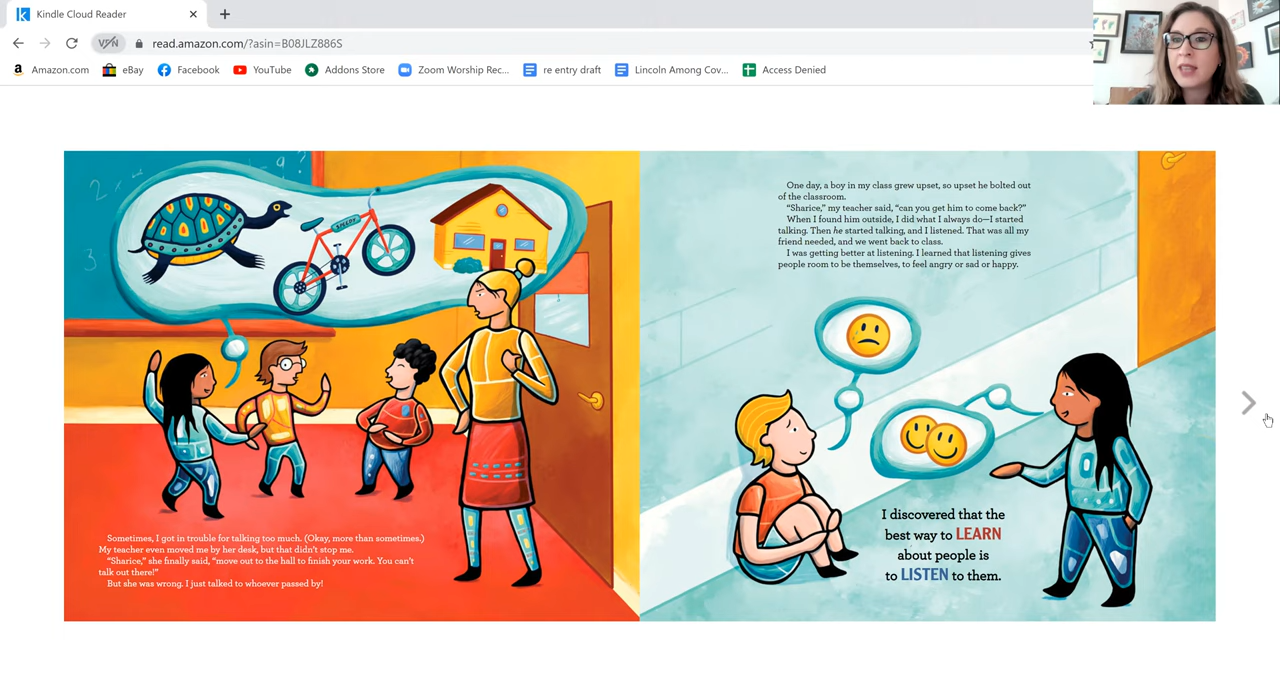 Kindle Cloud Reader
VPN
read.amazon.com/?asin=B08JLZ886S
Amazon.com
eBay
Facebook
YouTube
Addons Store
Zoom Worship Rec...
re entry draft
Lincoln Among Cov...
Access Denied
SPEEDY
Sometimes, I got in trouble for talking too much. (Okay, more than sometimes.)
My teacher even moved me by her desk, but that didn't stop me.
"Sharice," she finally said, "move out to the hall to finish your work. You can't
talk out there!"
But she was wrong. I just talked to whoever passed by!
One day, a boy in my class grew upset, so upset he bolted out
of the classroom.
"Sharice," my teacher said, "can you get him to come back?"
When I found him outside, I did what I always do—I started
talking. Then he started talking, and I listened. That was all my
friend needed, and we went back to class.
I was getting better at listening. I learned that listening gives
people room to be themselves, to feel angry or sad or happy.
I discovered that the
best way to LEARN
about people is
to LISTEN to them.